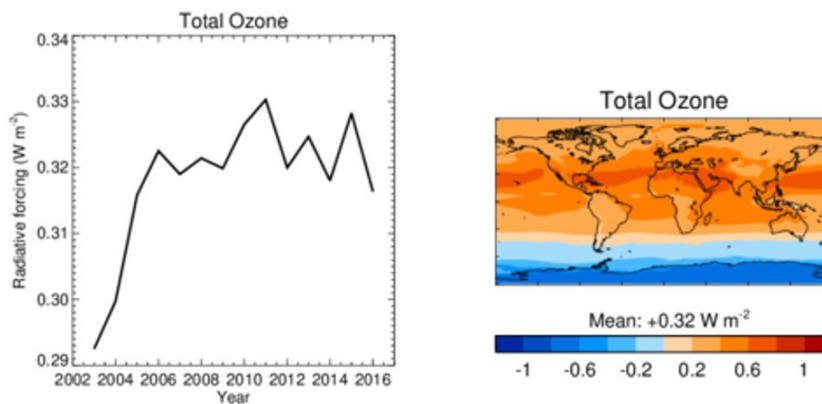 Total Ozone
0.34
0.33
0.32
0.31
0.30
0.29
Radiative forcing (W m-2)
2002 2004 2006 2008 2010 2012 2014 2016
Year
Total Ozone
Mean: +0.32 W m-2
-1 -0.6 -0.2 0.2 0.6 1